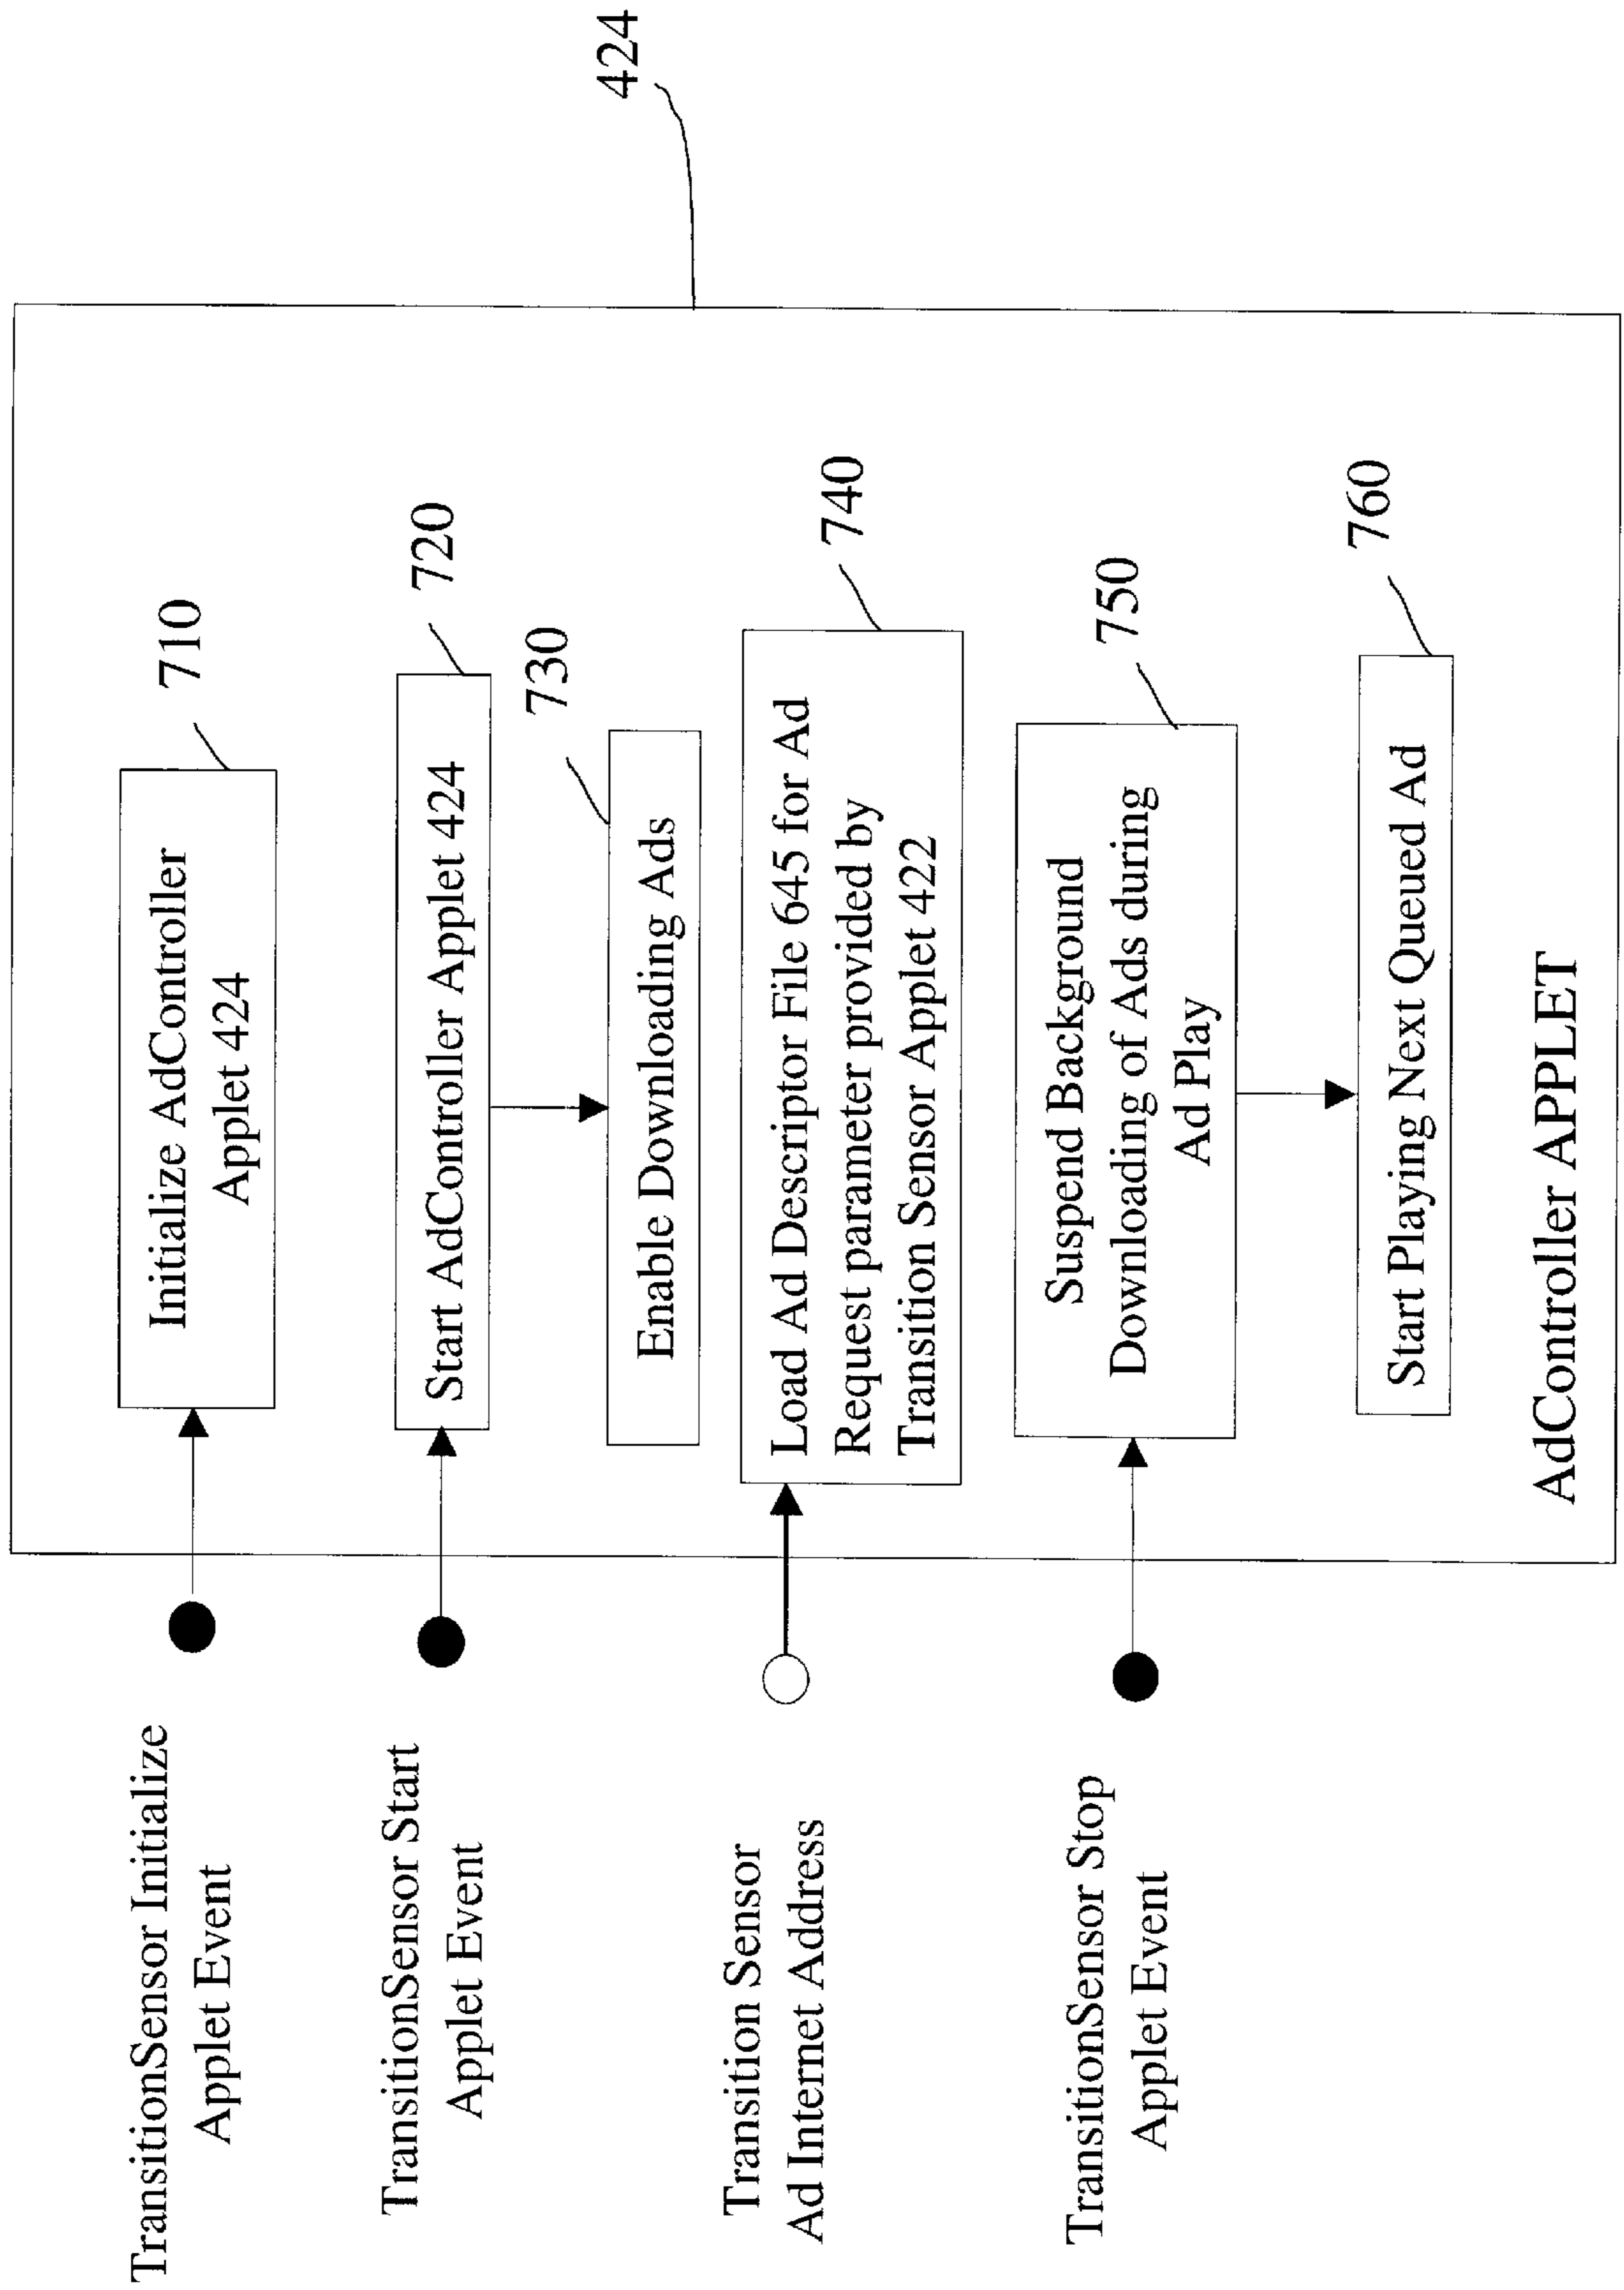 TransitionSensor Initialize
Applet Event
Initialize AdController
Applet 424
710
TransitionSensor Start
Applet Event
Start AdController Applet 424
720
Enable Downloading Ads
730
Transition Sensor
Ad Internet Address
Load Ad Descriptor File 645 for Ad
Request parameter provided by
Transition Sensor Applet 422
740
TransitionSensor Stop
Applet Event
Suspend Background
Downloading of Ads during
Ad Play
750
Start Playing Next Queued Ad
760
AdController APPLET
424